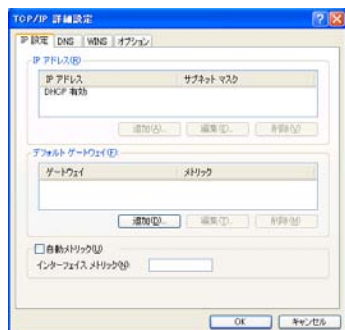 TCP/IP 詳細設定
IP 設定 DNS WINS オプション
IP アドレス(R)
IP アドレス サブネット マスク
DHCP 有効
追加(A)... 編集(E)... 削除(V)
デフォルト ゲートウェイ(F):
ゲートウェイ メトリック
追加(D)... 編集(T)... 削除(M)
自動メトリック(U)
インターフェイス メトリック(N):
OK キャンセル